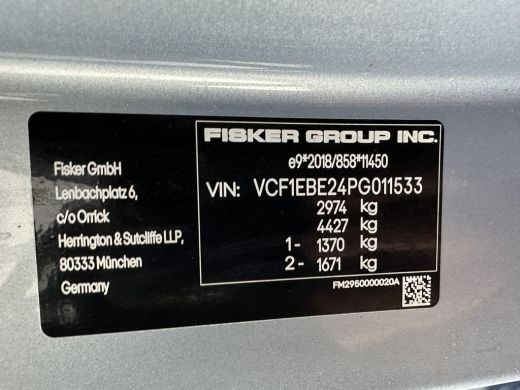 Fisker GmbH
Lenbachplatz 6,
c/o Orrick
Herrington & Sutcliffe LLP,
80333 München
Germany
FISKER GROUP INC.
e9*2018/858*11450
VIN: VCF1EBE24PG011533
2974 kg
4427 kg
1- 1370 kg
2- 1671 kg
FM2950000020A